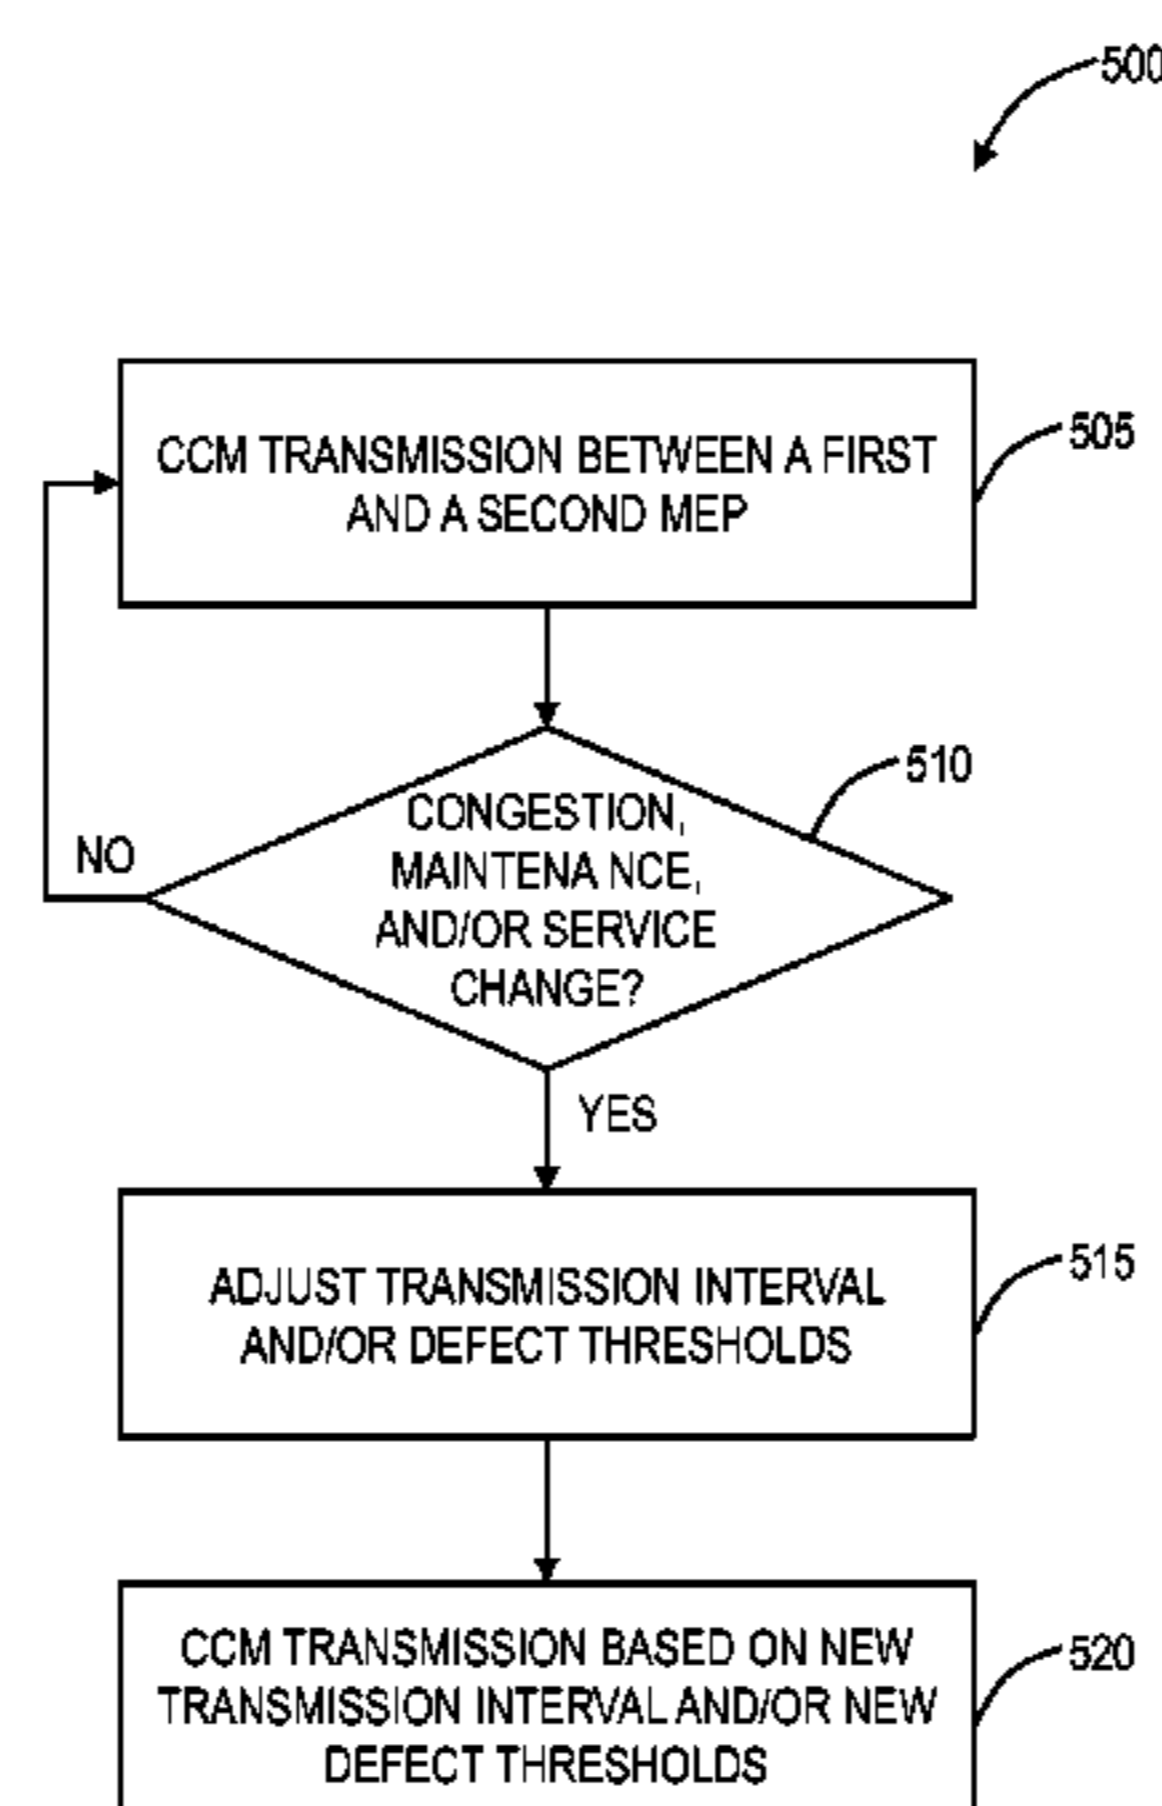 500
CCM TRANSMISSION BETWEEN A FIRST
AND A SECOND MEP
505
510
CONGESTION,
MAINTENA NCE,
AND/OR SERVICE
CHANGE?
NO
YES
ADJUST TRANSMISSION INTERVAL
AND/OR DEFECT THRESHOLDS
515
CCM TRANSMISSION BASED ON NEW
TRANSMISSION INTERVAL AND/OR NEW
DEFECT THRESHOLDS
520